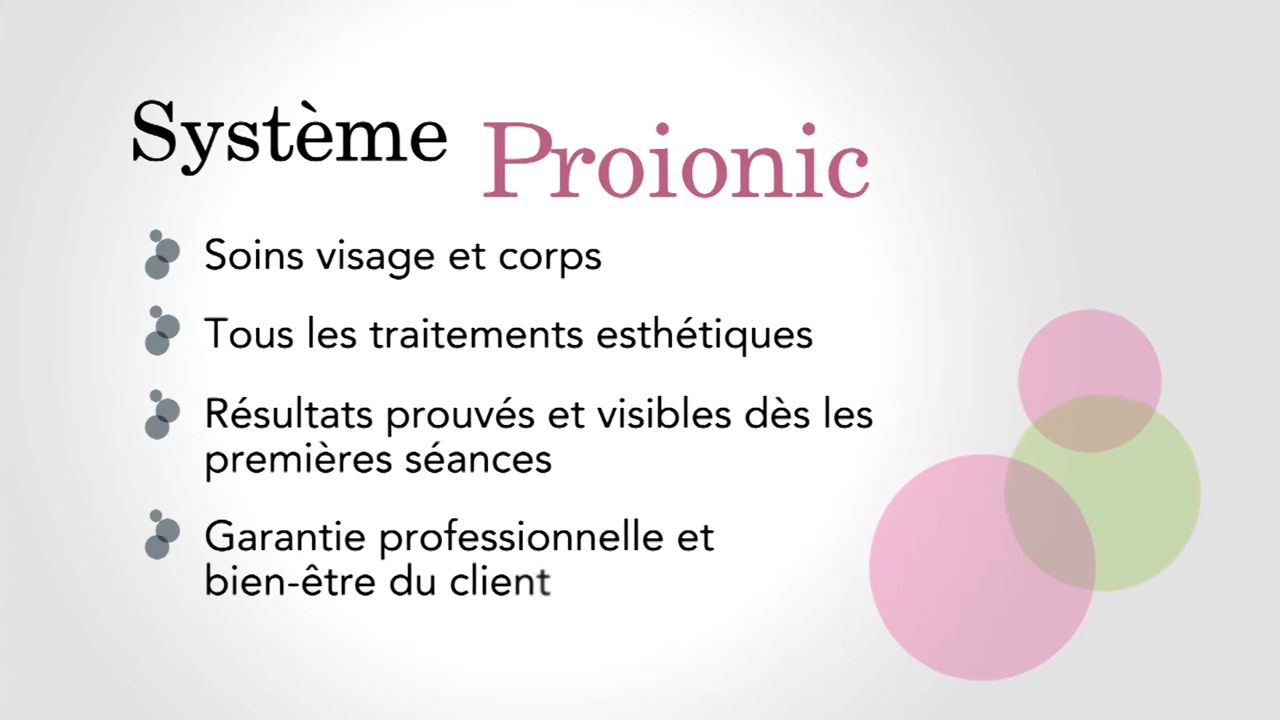 Système Proionic
Soins visage et corps
Tous les traitements esthétiques
Résultats prouvés et visibles dès les
premières séances
Garantie professionnelle et
bien-être du client